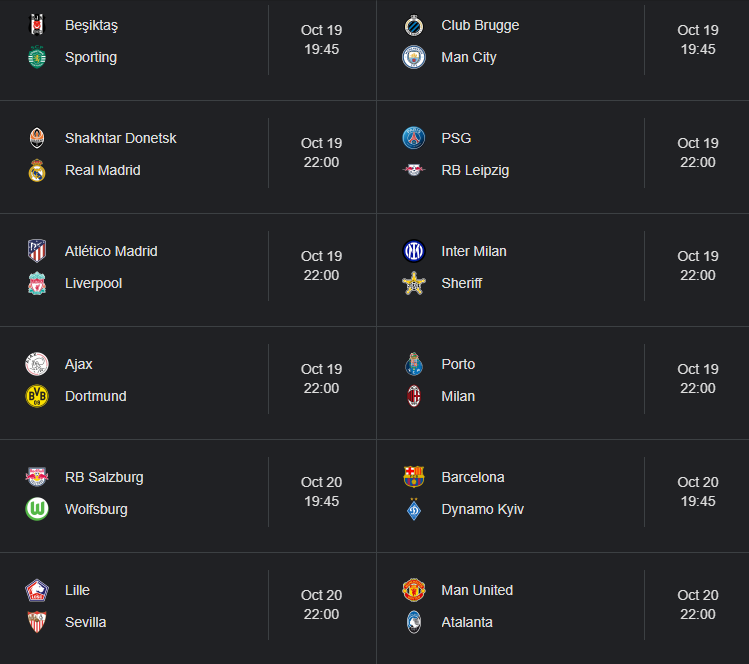 Beşiktaş
Sporting
Oct 19
19:45
Club Brugge
Man City
Oct 19
19:45
Shakhtar Donetsk
Real Madrid
Oct 19
22:00
PSG
RB Leipzig
Oct 19
22:00
Atlético Madrid
Liverpool
Oct 19
22:00
Inter Milan
Sheriff
Oct 19
22:00
Ajax
Dortmund
Oct 19
22:00
Porto
Milan
Oct 19
22:00
RB Salzburg
Wolfsburg
Oct 20
19:45
Barcelona
Dynamo Kyiv
Oct 20
19:45
Lille
Sevilla
Oct 20
22:00
Man United
Atalanta
Oct 20
22:00